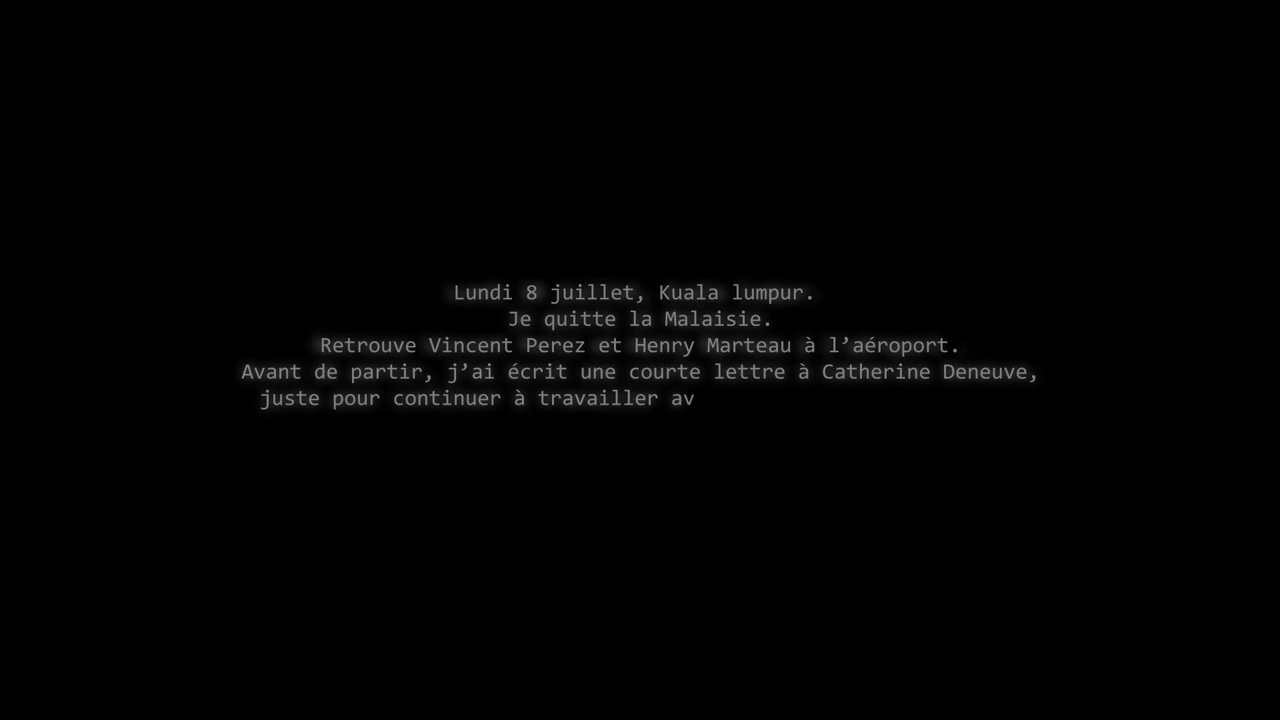 Lundi 8 juillet, Kuala lumpur.
Je quitte la Malaisie.
Retrouve Vincent Perez et Henry Marteau à l’aéroport.
Avant de partir, j’ai écrit une courte lettre à Catherine Deneuve,
juste pour continuer à travailler av